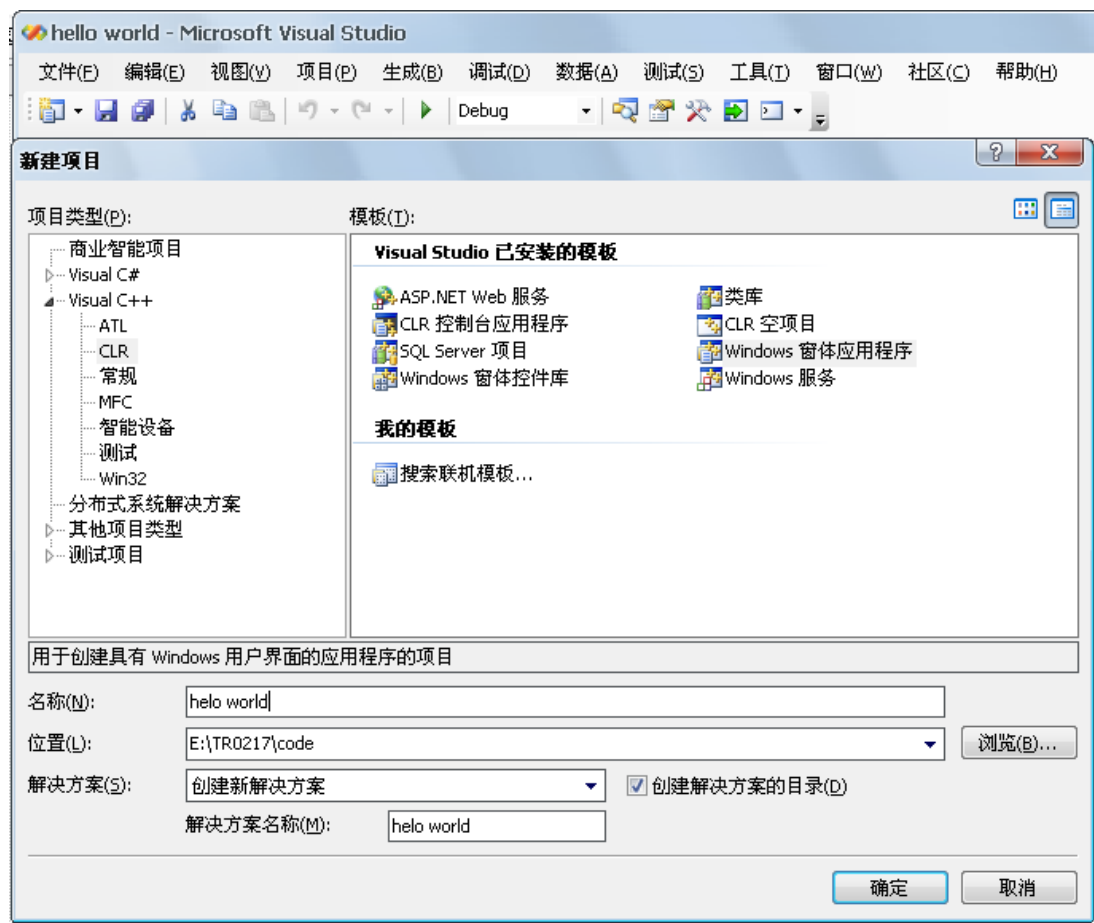 hello world - Microsoft Visual Studio
文件(F) 编辑(E) 视图(V) 项目(P) 生成(B) 调试(D) 数据(A) 测试(S) 工具(T) 窗口(W) 社区(C) 帮助(H)
Debug
新建项目
项目类型(P): 模板(T):
商业智能项目
Visual C#
Visual C++
ATL
CLR
常规
MFC
智能设备
测试
Win32
分布式系统解决方案
其他项目类型
测试项目
Visual Studio 已安装的模板
ASP.NET Web 服务 类库
CLR 控制台应用程序 CLR 空项目
SQL Server 项目 Windows 窗体应用程序
Windows 窗体控件库 Windows 服务
我的模板
搜索联机模板...
用于创建具有 Windows 用户界面的应用程序的项目
名称(N): helo world
位置(L): E:\TR0217\code 浏览(B)...
解决方案(S): 创建新解决方案 创建解决方案的目录(D)
解决方案名称(M): helo world
确定 取消